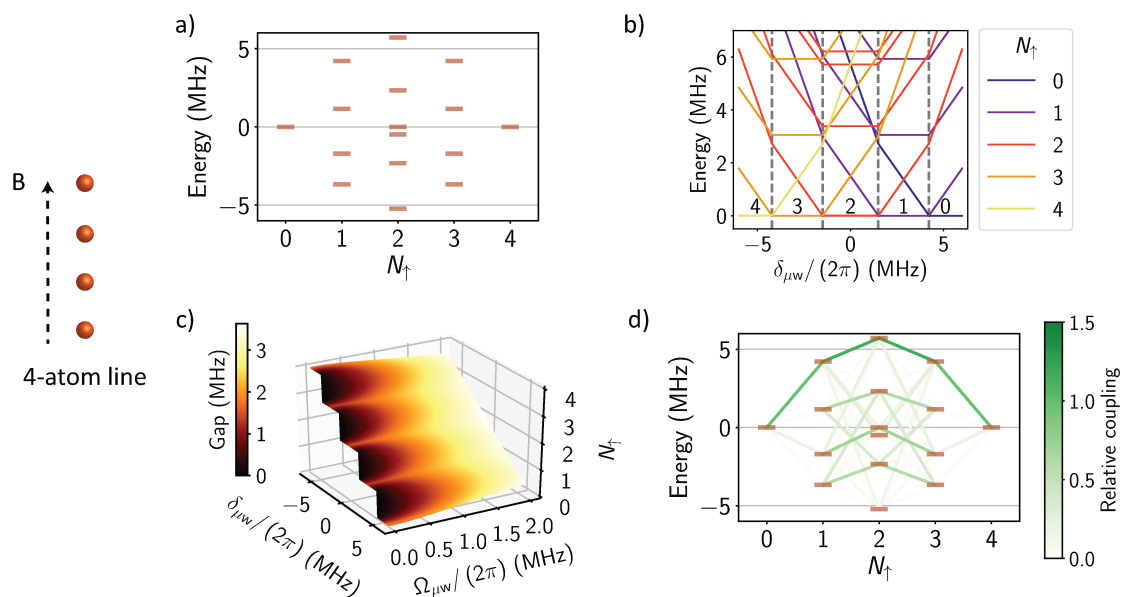 B
4-atom line
a)
Energy (MHz)
5
0
−5
0 1 2 3 4
N↑
b)
Energy (MHz)
6
4
2
0
4 3 2 1 0
−5 0 5
δμw/(2π) (MHz)
N↑
0
1
2
3
4
c)
Gap (MHz)
3
2
1
0
−5
0
5
δμw/(2π) (MHz)
0.0 0.5 1.0 1.5 2.0
Ωμw/(2π) (MHz)
4
3
2
1
0
N↑
d)
Energy (MHz)
5
0
−5
0 1 2 3 4
N↑
1.5
1.0
0.5
0.0
Relative coupling